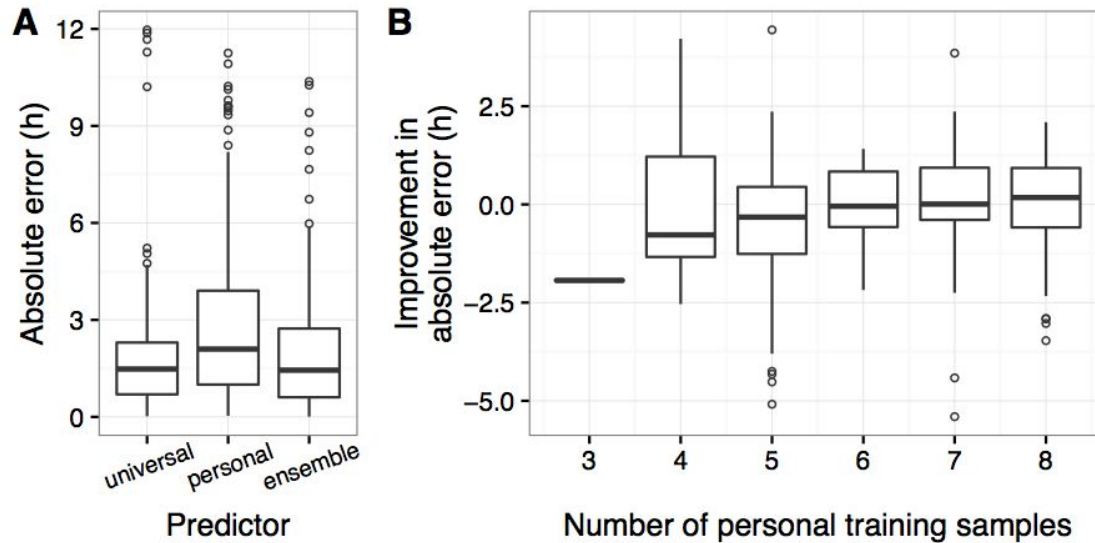 A
Absolute error (h)
12
9
6
3
0
universal
personal
ensemble
Predictor
B
Improvement in
absolute error (h)
2.5
0.0
−2.5
−5.0
3
4
5
6
7
8
Number of personal training samples